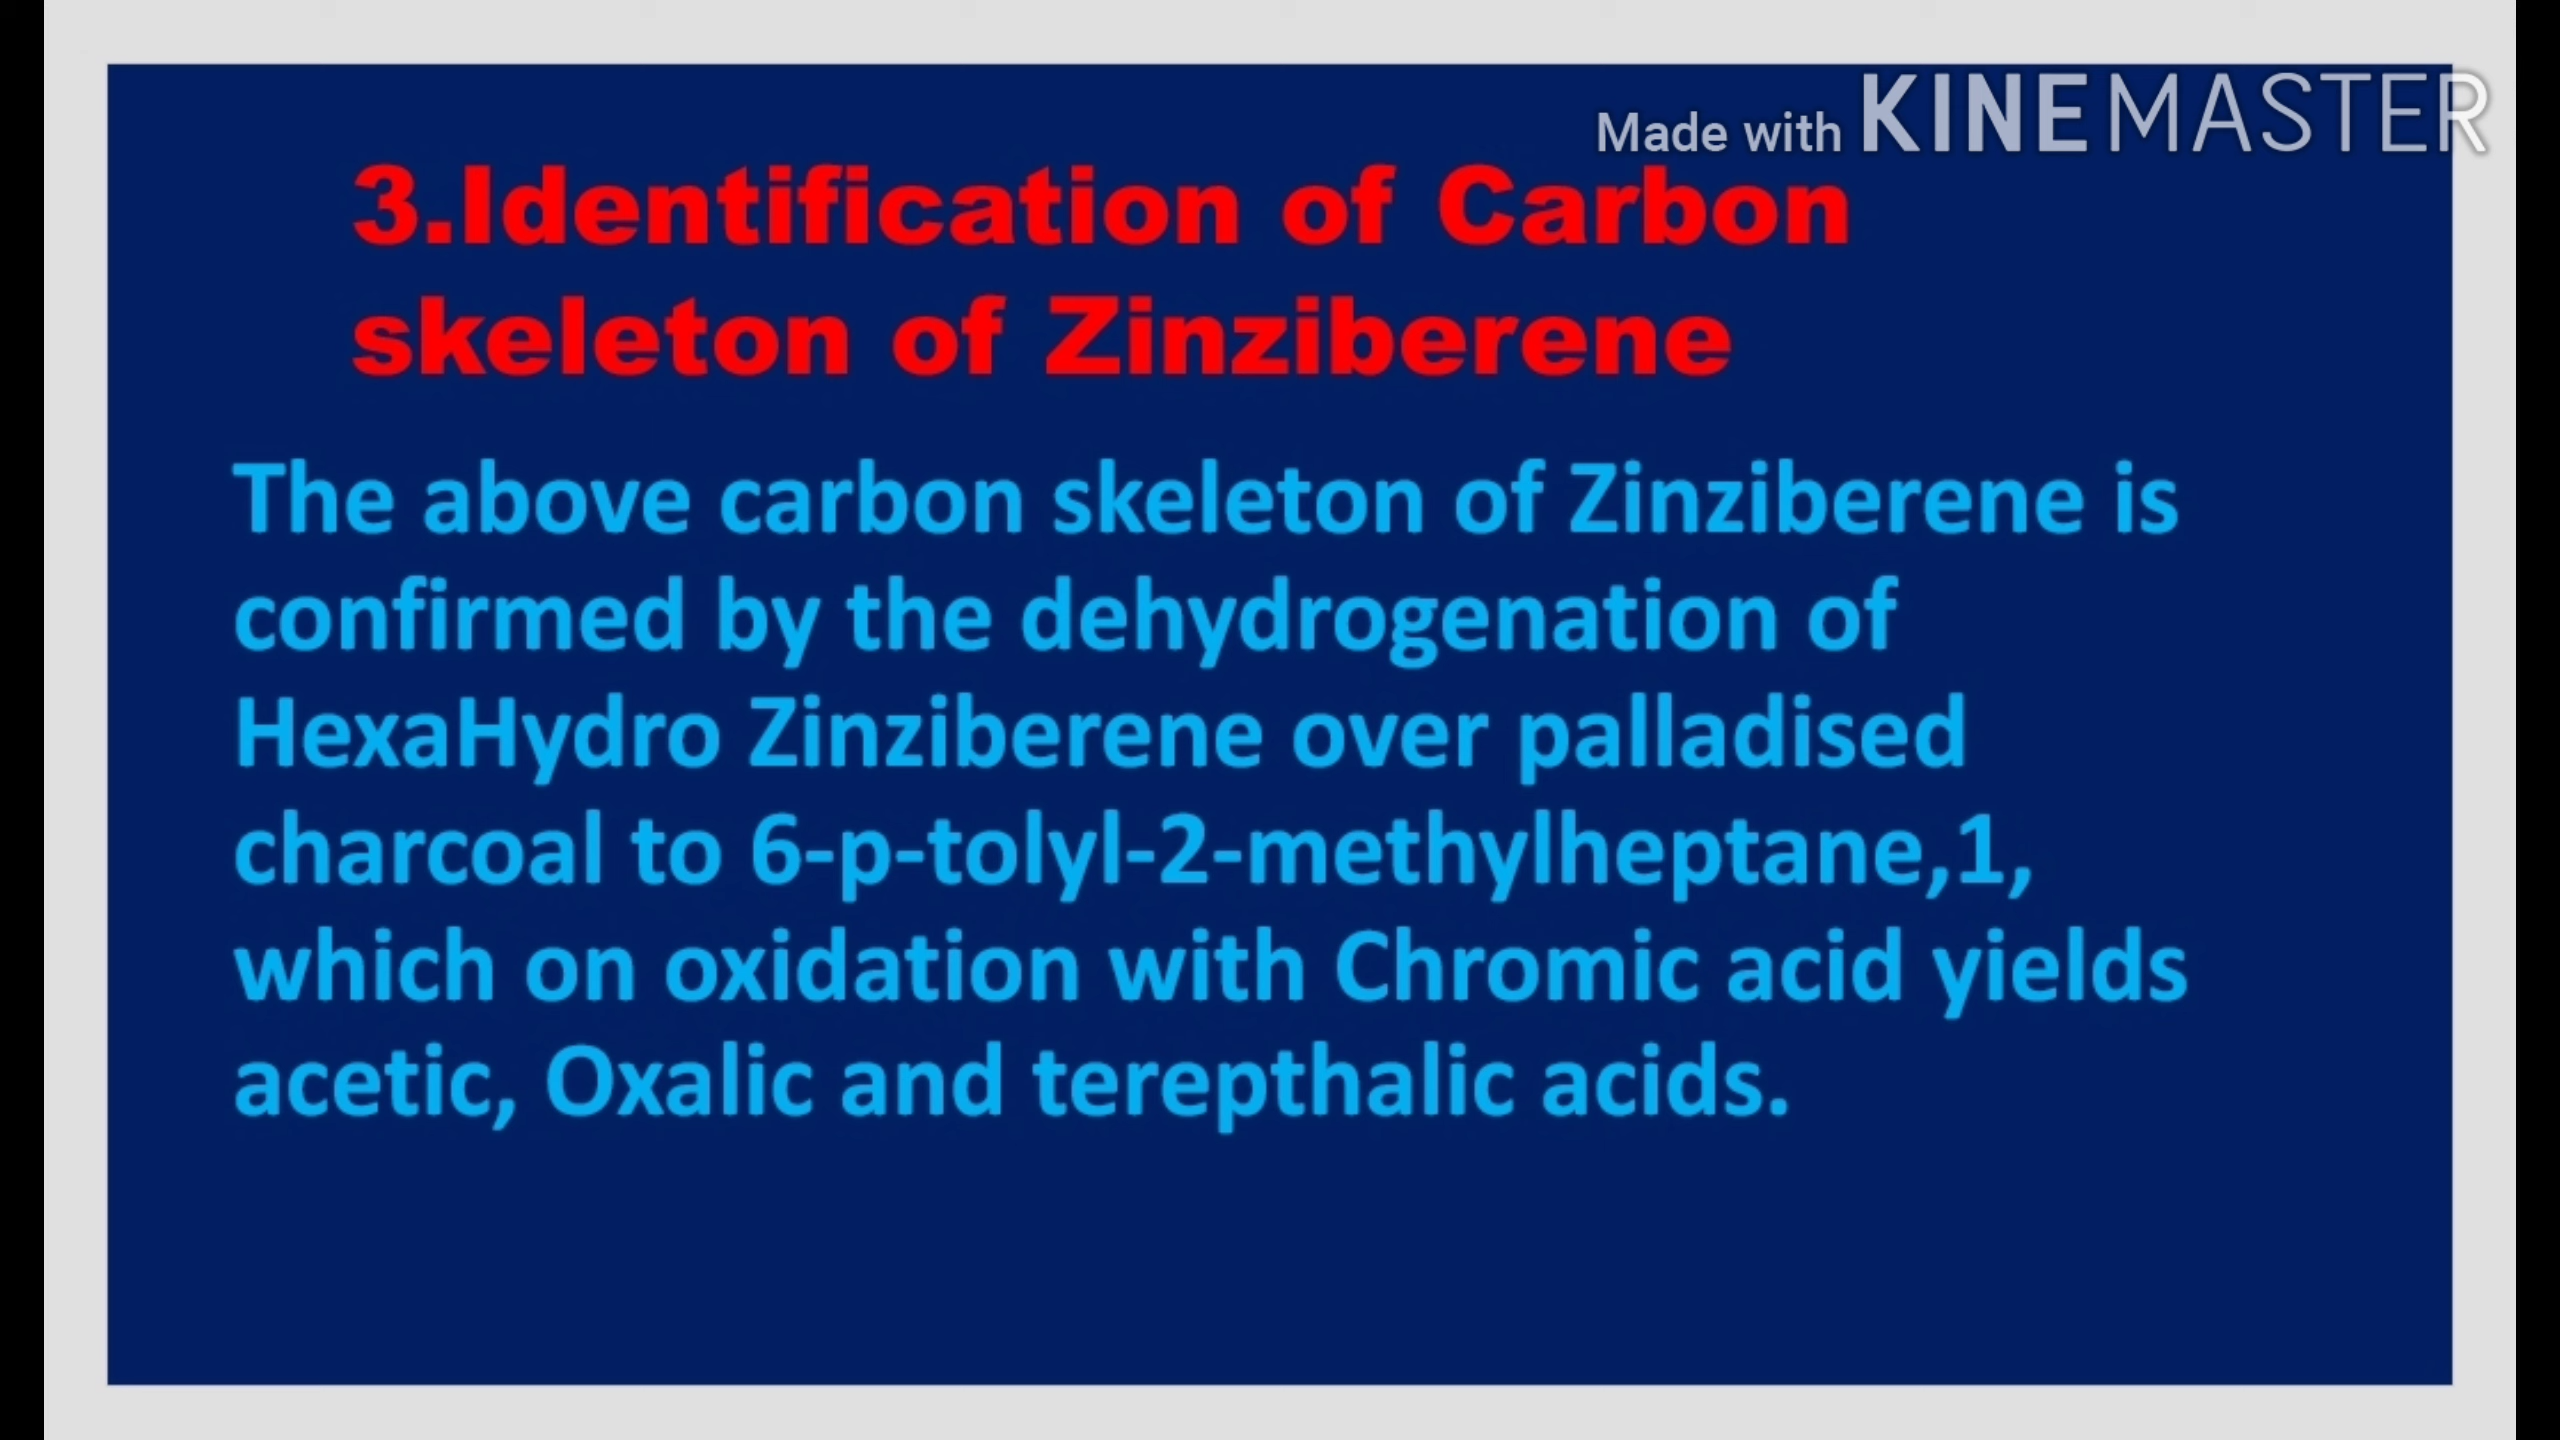 Made with KINEMASTER
3.Identification of Carbon
skeleton of Zinziberene
The above carbon skeleton of Zinziberene is
confirmed by the dehydrogenation of
HexaHydro Zinziberene over palladised
charcoal to 6-p-tolyl-2-methylheptane,1,
which on oxidation with Chromic acid yields
acetic, Oxalic and terepthalic acids.